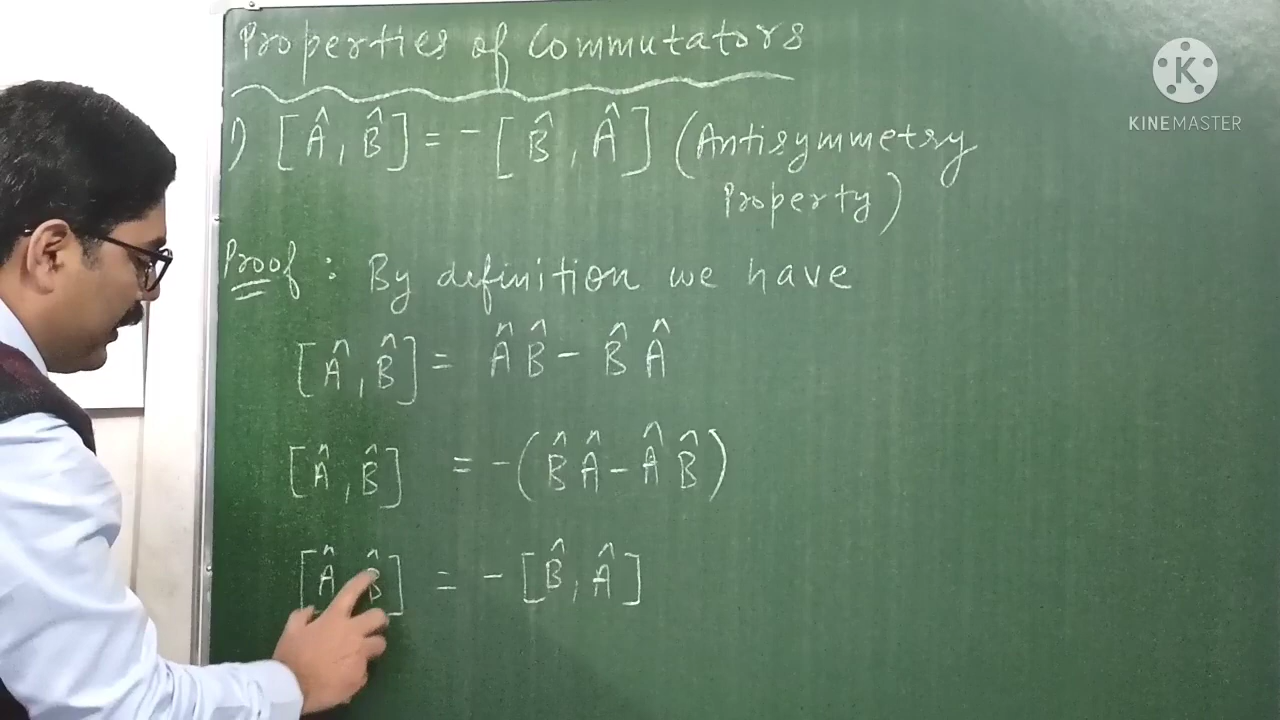 Properties of Commutators
K
KINEMASTER
1) [Â, B̂] = - [B̂, Â] (Antisymmetry
Property)
Proof : By definition we have
[Â, B̂] = Â B̂ - B̂ Â
[Â, B̂] = -(B̂ Â - Â B̂)
[Â B̂] = - [B̂, Â]